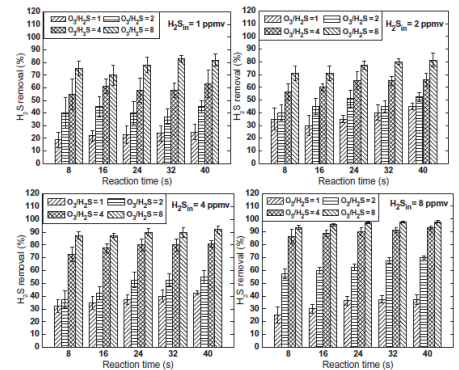 O₃/H₂S = 1 O₃/H₂S = 2
O₃/H₂S = 4 O₃/H₂S = 8
H₂Sᵢₙ = 1 ppmv
H₂S removal (%)
120
110
100
90
80
70
60
50
40
30
20
10
0
8 16 24 32 40
Reaction time (s)
O₃/H₂S = 1 O₃/H₂S = 2
O₃/H₂S = 4 O₃/H₂S = 8
H₂Sᵢₙ = 2 ppmv
H₂S removal (%)
120
110
100
90
80
70
60
50
40
30
20
10
0
8 16 24 32 40
Reaction time (s)
O₃/H₂S = 1 O₃/H₂S = 2
O₃/H₂S = 4 O₃/H₂S = 8
H₂Sᵢₙ = 4 ppmv
H₂S removal (%)
120
110
100
90
80
70
60
50
40
30
20
10
0
8 16 24 32 40
Reaction time (s)
O₃/H₂S = 1 O₃/H₂S = 2
O₃/H₂S = 4 O₃/H₂S = 8
H₂Sᵢₙ = 8 ppmv
H₂S removal (%)
120
110
100
90
80
70
60
50
40
30
20
10
0
8 16 24 32 40
Reaction time (s)